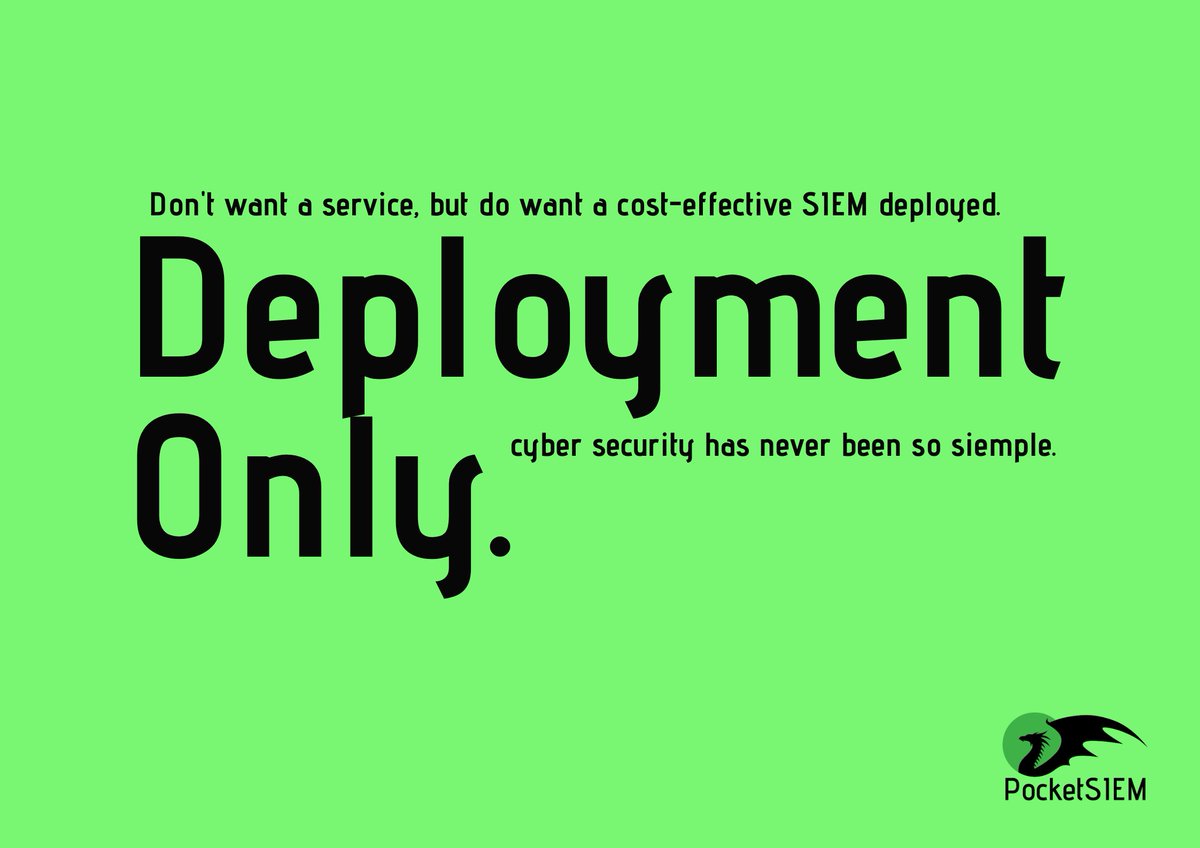 Don't want a service, but do want a cost-effective SIEM deployed.
Deployment
Only.
cyber security has never been so siemple.
PocketSIEM